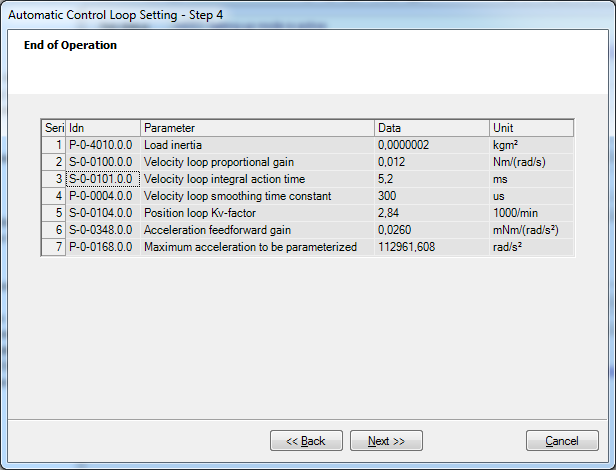 Automatic Control Loop Setting - Step 4
End of Operation
Seri Idn Parameter Data Unit
1 P-0-4010.0.0 Load inertia 0,0000002 kgm²
2 S-0-0100.0.0 Velocity loop proportional gain 0,012 Nm/(rad/s)
3 S-0-0101.0.0 Velocity loop integral action time 5,2 ms
4 P-0-0004.0.0 Velocity loop smoothing time constant 300 us
5 S-0-0104.0.0 Position loop Kv-factor 2,84 1000/min
6 S-0-0348.0.0 Acceleration feedforward gain 0,0260 mNm/(rad/s²)
7 P-0-0168.0.0 Maximum acceleration to be parameterized 112961,608 rad/s²
<< Back Next >> Cancel